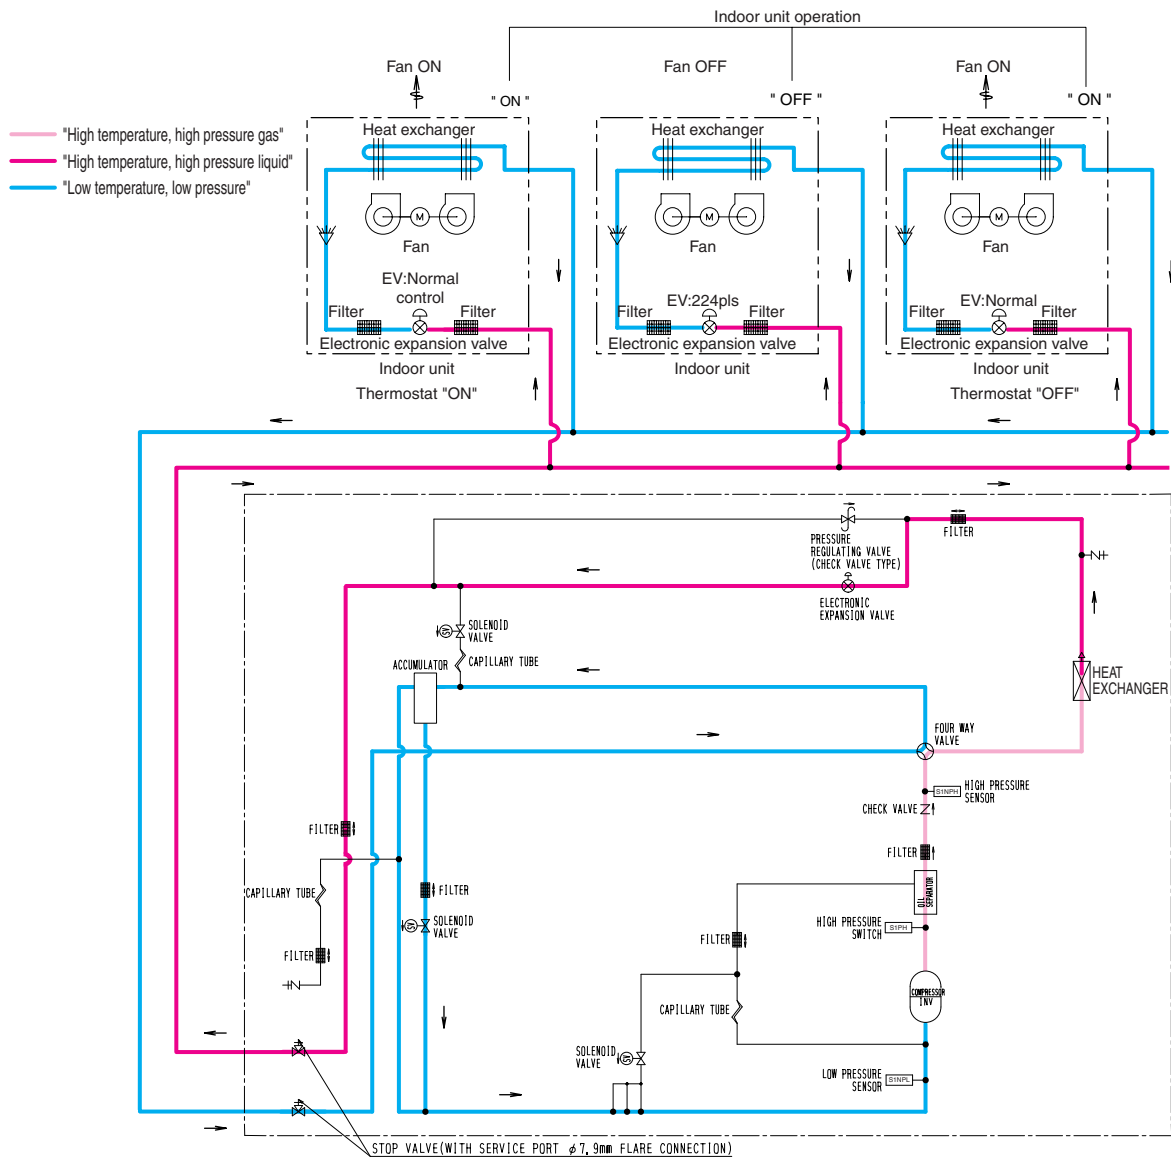 Indoor unit operation
Fan ON
Fan OFF
Fan ON
" ON "
" OFF "
" ON "
"High temperature, high pressure gas"
"High temperature, high pressure liquid"
"Low temperature, low pressure"
Heat exchanger
Heat exchanger
Heat exchanger
M
M
M
Fan
Fan
Fan
EV:Normal
control
EV:224pls
EV:Normal
Filter
Filter
Filter
Filter
Filter
Filter
Electronic expansion valve
Electronic expansion valve
Electronic expansion valve
Indoor unit
Indoor unit
Indoor unit
Thermostat "ON"
Thermostat "OFF"
PRESSURE
REGULATING VALVE
(CHECK VALVE TYPE)
FILTER
ELECTRONIC
EXPANSION VALVE
SV
SOLENOID
VALVE
CAPILLARY TUBE
ACCUMULATOR
HEAT
EXCHANGER
FOUR WAY
VALVE
S1NPH
HIGH PRESSURE
SENSOR
CHECK VALVE
FILTER
FILTER
CAPILLARY TUBE
FILTER
SV
SOLENOID
VALVE
OIL
SEPARATOR
HIGH PRESSURE
SWITCH
S1PH
FILTER
FILTER
COMPRESSOR
INV
CAPILLARY TUBE
SOLENOID
VALVE
SV
LOW PRESSURE
SENSOR
S1NPL
STOP VALVE(WITH SERVICE PORT φ7.9mm FLARE CONNECTION)